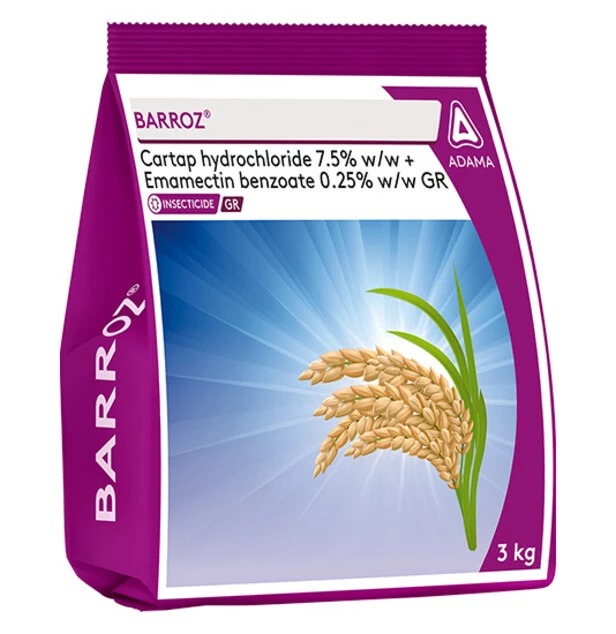 BARROZ®
ADAMA
Cartap hydrochloride 7.5% w/w +
Emamectin benzoate 0.25% w/w GR
INSECTICIDE GR
BARROZ®
3 kg